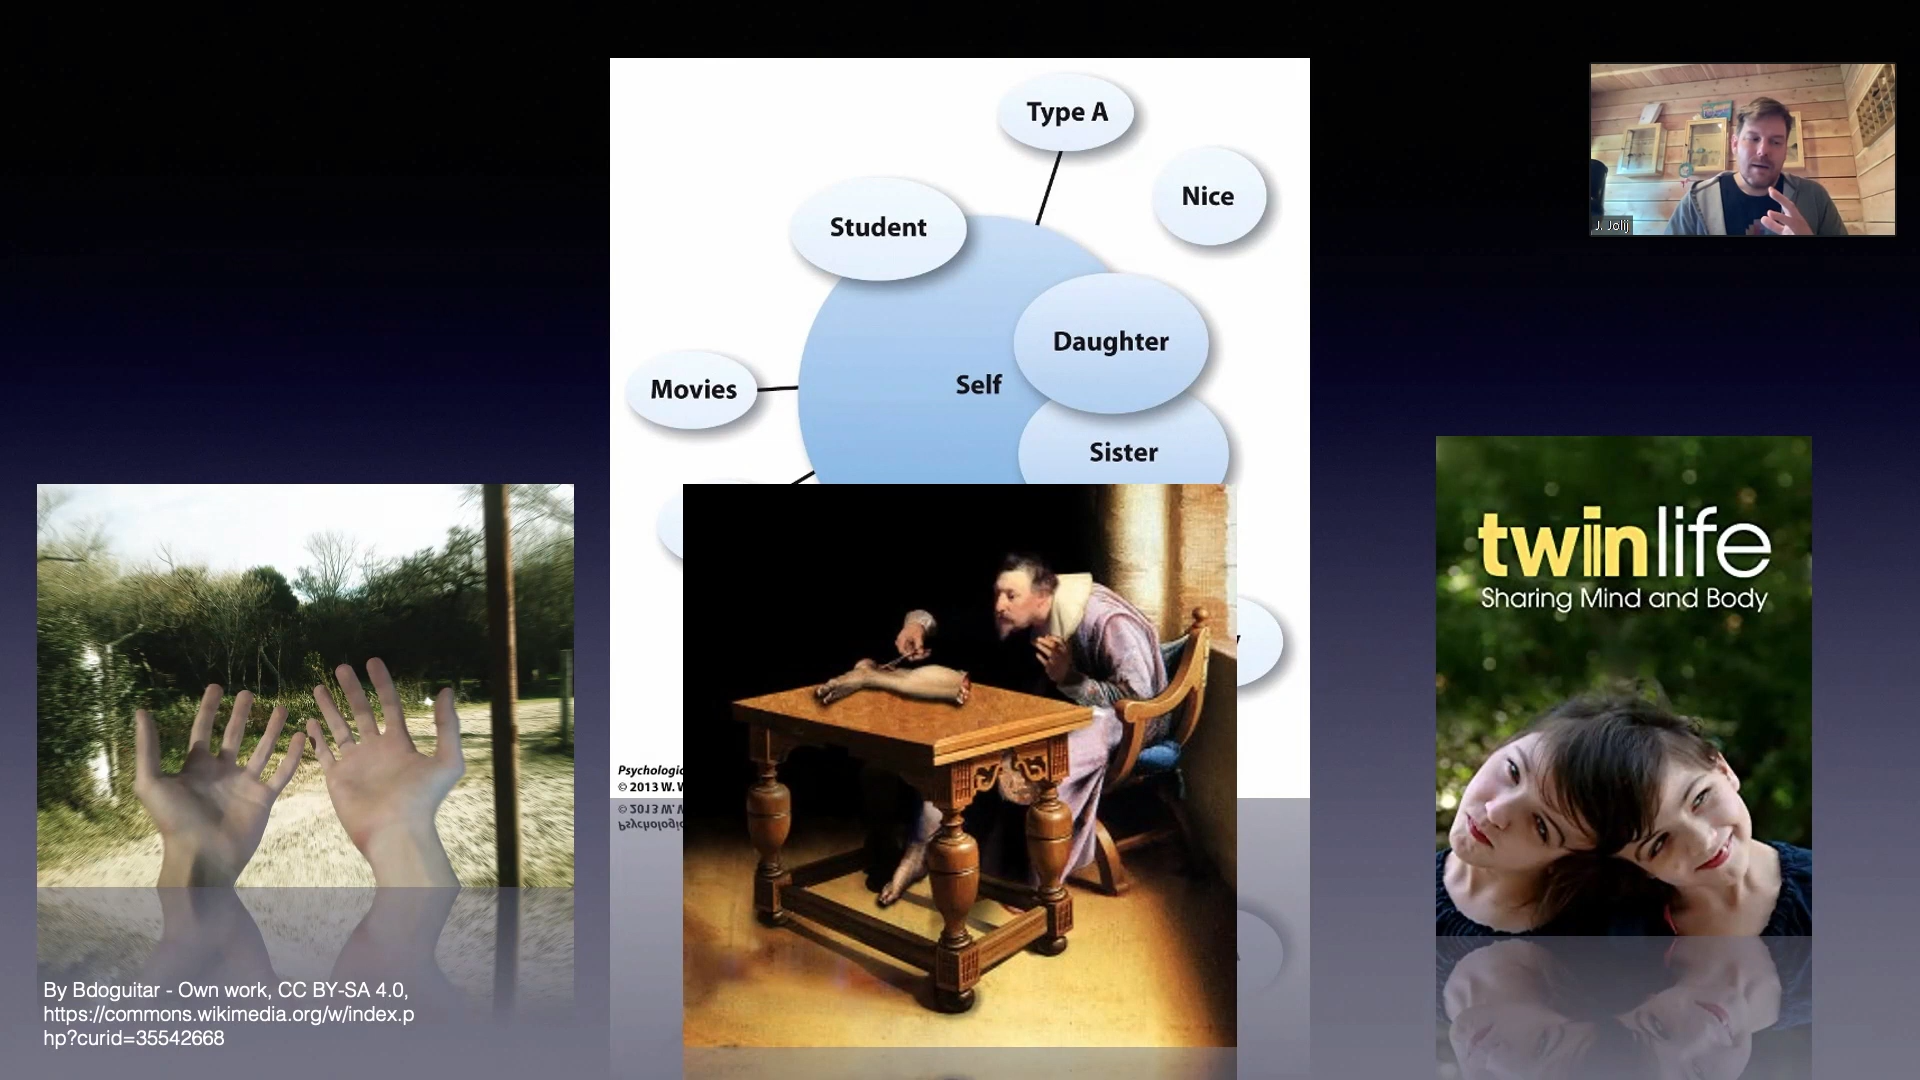 Type A
Nice
Student
Daughter
Self
Movies
Sister
© 2013 W. W
twinlife
Sharing Mind and Body
J. Jolij
By Bdoguitar - Own work, CC BY-SA 4.0,
https://commons.wikimedia.org/w/index.p
hp?curid=35542668